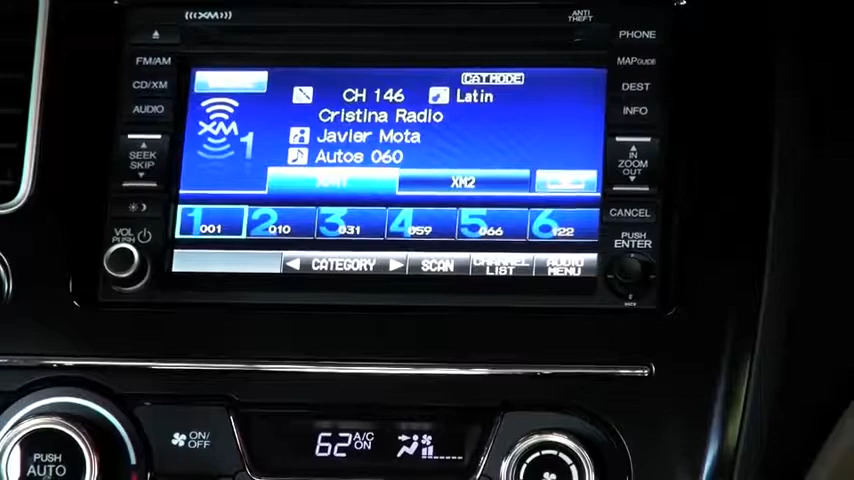 XM
ANTI
THEFT
FM/AM
CD/XM
AUDIO
SEEK
SKIP
VOL
PUSH
PHONE
MAPGUIDE
DEST
INFO
IN
ZOOM
OUT
CANCEL
PUSH
ENTER
CAT MODE
CH 146
Latin
Cristina Radio
XM 1
Javier Mota
Autos 060
XM1
XM2
1 001
2 010
3 031
4 059
5 066
6 122
CATEGORY
SCAN
CHANNEL
LIST
AUDIO
MENU
PUSH
AUTO
ON/
OFF
62 A/C
ON